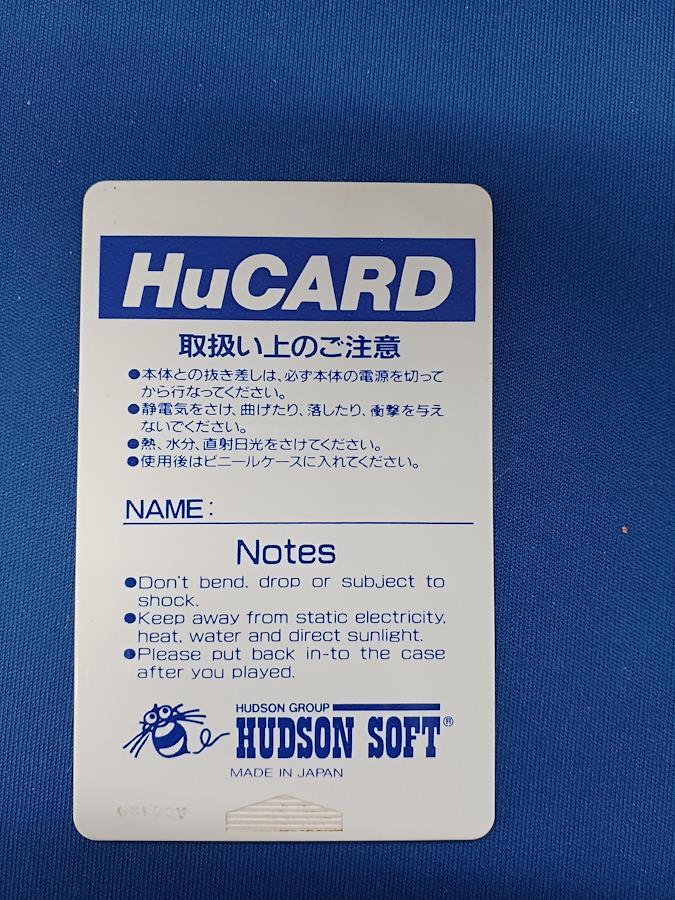 HuCARD
取扱い上のご注意
●本体との抜き差しは、必ず本体の電源を切って
から行なってください。
●静電気をさけ、曲げたり、落したり、衝撃を与え
ないでください。
●熱、水分、直射日光をさけてください。
●使用後はビニールケースに入れてください。
NAME:
Notes
●Don't bend. drop or subject to
shock.
●Keep away from static electricity,
heat, water and direct sunlight.
●Please put back in-to the case
after you played.
HUDSON GROUP
HUDSON SOFT®
MADE IN JAPAN